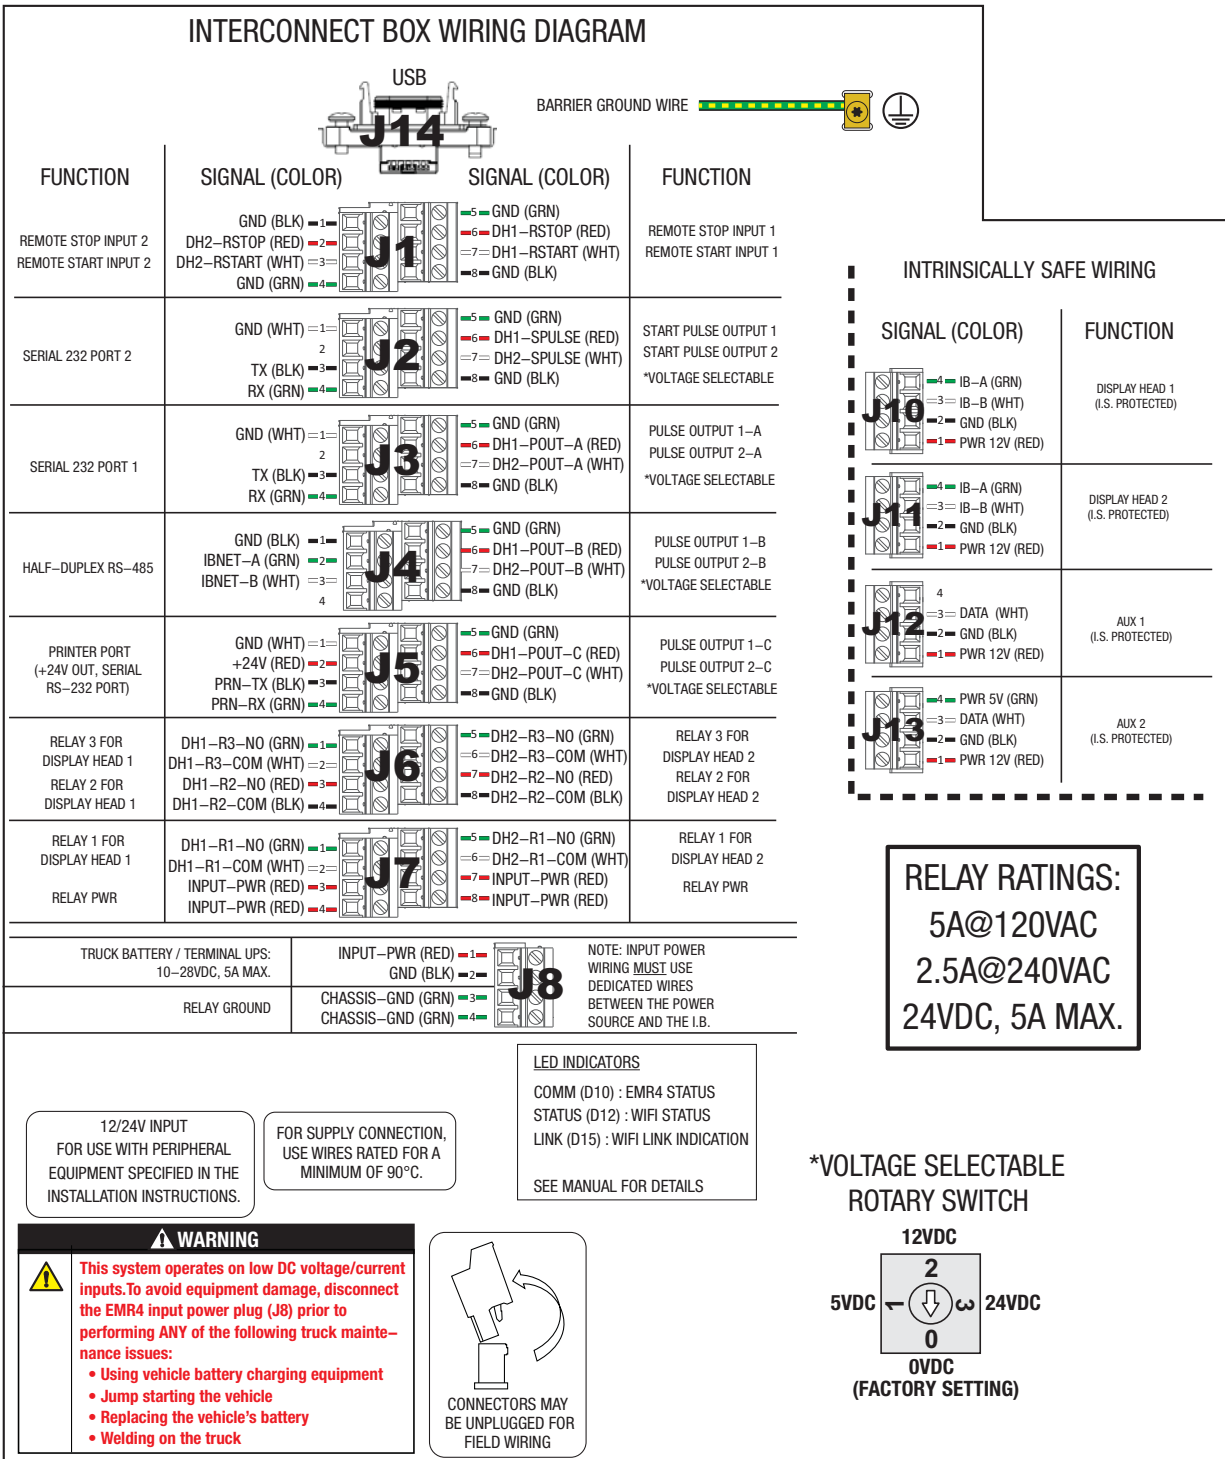 INTERCONNECT BOX WIRING DIAGRAM
USB
J14
BARRIER GROUND WIRE
FUNCTION
SIGNAL (COLOR)
SIGNAL (COLOR)
FUNCTION
REMOTE STOP INPUT 2
REMOTE START INPUT 2
GND (BLK) 1
DH2–RSTOP (RED) 2
DH2–RSTART (WHT) 3
GND (GRN) 4
J1
5 GND (GRN)
6 DH1–RSTOP (RED)
7 DH1–RSTART (WHT)
8 GND (BLK)
REMOTE STOP INPUT 1
REMOTE START INPUT 1
SERIAL 232 PORT 2
GND (WHT) 1
2
TX (BLK) 3
RX (GRN) 4
J2
5 GND (GRN)
6 DH1–SPULSE (RED)
7 DH2–SPULSE (WHT)
8 GND (BLK)
START PULSE OUTPUT 1
START PULSE OUTPUT 2
*VOLTAGE SELECTABLE
SERIAL 232 PORT 1
GND (WHT) 1
2
TX (BLK) 3
RX (GRN) 4
J3
5 GND (GRN)
6 DH1–POUT–A (RED)
7 DH2–POUT–A (WHT)
8 GND (BLK)
PULSE OUTPUT 1–A
PULSE OUTPUT 2–A
*VOLTAGE SELECTABLE
HALF–DUPLEX RS–485
GND (BLK) 1
IBNET–A (GRN) 2
IBNET–B (WHT) 3
4
J4
5 GND (GRN)
6 DH1–POUT–B (RED)
7 DH2–POUT–B (WHT)
8 GND (BLK)
PULSE OUTPUT 1–B
PULSE OUTPUT 2–B
*VOLTAGE SELECTABLE
PRINTER PORT
(+24V OUT, SERIAL
RS–232 PORT)
GND (WHT) 1
+24V (RED) 2
PRN–TX (BLK) 3
PRN–RX (GRN) 4
J5
5 GND (GRN)
6 DH1–POUT–C (RED)
7 DH2–POUT–C (WHT)
8 GND (BLK)
PULSE OUTPUT 1–C
PULSE OUTPUT 2–C
*VOLTAGE SELECTABLE
RELAY 3 FOR
DISPLAY HEAD 1
RELAY 2 FOR
DISPLAY HEAD 1
DH1–R3–NO (GRN) 1
DH1–R3–COM (WHT) 2
DH1–R2–NO (RED) 3
DH1–R2–COM (BLK) 4
J6
5 DH2–R3–NO (GRN)
6 DH2–R3–COM (WHT)
7 DH2–R2–NO (RED)
8 DH2–R2–COM (BLK)
RELAY 3 FOR
DISPLAY HEAD 2
RELAY 2 FOR
DISPLAY HEAD 2
RELAY 1 FOR
DISPLAY HEAD 1
RELAY PWR
DH1–R1–NO (GRN) 1
DH1–R1–COM (WHT) 2
INPUT–PWR (RED) 3
INPUT–PWR (RED) 4
J7
5 DH2–R1–NO (GRN)
6 DH2–R1–COM (WHT)
7 INPUT–PWR (RED)
8 INPUT–PWR (RED)
RELAY 1 FOR
DISPLAY HEAD 2
RELAY PWR
TRUCK BATTERY / TERMINAL UPS:
10–28VDC, 5A MAX.
RELAY GROUND
INPUT–PWR (RED) 1
GND (BLK) 2
CHASSIS–GND (GRN) 3
CHASSIS–GND (GRN) 4
J8
NOTE: INPUT POWER
WIRING MUST USE
DEDICATED WIRES
BETWEEN THE POWER
SOURCE AND THE I.B.
INTRINSICALLY SAFE WIRING
SIGNAL (COLOR)
FUNCTION
J10
4 IB–A (GRN)
3 IB–B (WHT)
2 GND (BLK)
1 PWR 12V (RED)
DISPLAY HEAD 1
(I.S. PROTECTED)
J11
4 IB–A (GRN)
3 IB–B (WHT)
2 GND (BLK)
1 PWR 12V (RED)
DISPLAY HEAD 2
(I.S. PROTECTED)
J12
4
3 DATA (WHT)
2 GND (BLK)
1 PWR 12V (RED)
AUX 1
(I.S. PROTECTED)
J13
4 PWR 5V (GRN)
3 DATA (WHT)
2 GND (BLK)
1 PWR 12V (RED)
AUX 2
(I.S. PROTECTED)
RELAY RATINGS:
5A@120VAC
2.5A@240VAC
24VDC, 5A MAX.
LED INDICATORS
COMM (D10) : EMR4 STATUS
STATUS (D12) : WIFI STATUS
LINK (D15) : WIFI LINK INDICATION
SEE MANUAL FOR DETAILS
12/24V INPUT
FOR USE WITH PERIPHERAL
EQUIPMENT SPECIFIED IN THE
INSTALLATION INSTRUCTIONS.
FOR SUPPLY CONNECTION,
USE WIRES RATED FOR A
MINIMUM OF 90°C.
WARNING
This system operates on low DC voltage/current
inputs.To avoid equipment damage, disconnect
the EMR4 input power plug (J8) prior to
performing ANY of the following truck mainte–
nance issues:
• Using vehicle battery charging equipment
• Jump starting the vehicle
• Replacing the vehicle's battery
• Welding on the truck
CONNECTORS MAY
BE UNPLUGGED FOR
FIELD WIRING
*VOLTAGE SELECTABLE
ROTARY SWITCH
12VDC
2
5VDC 1 3 24VDC
0
0VDC
(FACTORY SETTING)